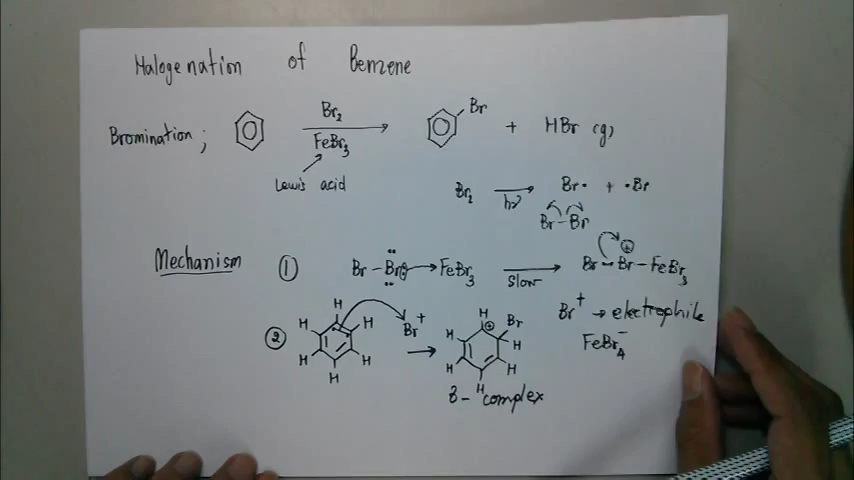 Halogenation of Benzene
Bromination ; Br₂ FeBr₃ Br + HBr (g)
Lewis acid
Br₂ hν Br• + •Br
Br–Br
Mechanism ① Br–Br: FeBr₃ slow Br–Br–FeBr₃ ⊕
Br⁺ → electrophile
FeBr₄⁻
② H H H H H H Br⁺ → H ⊕ Br H H H H H
complex